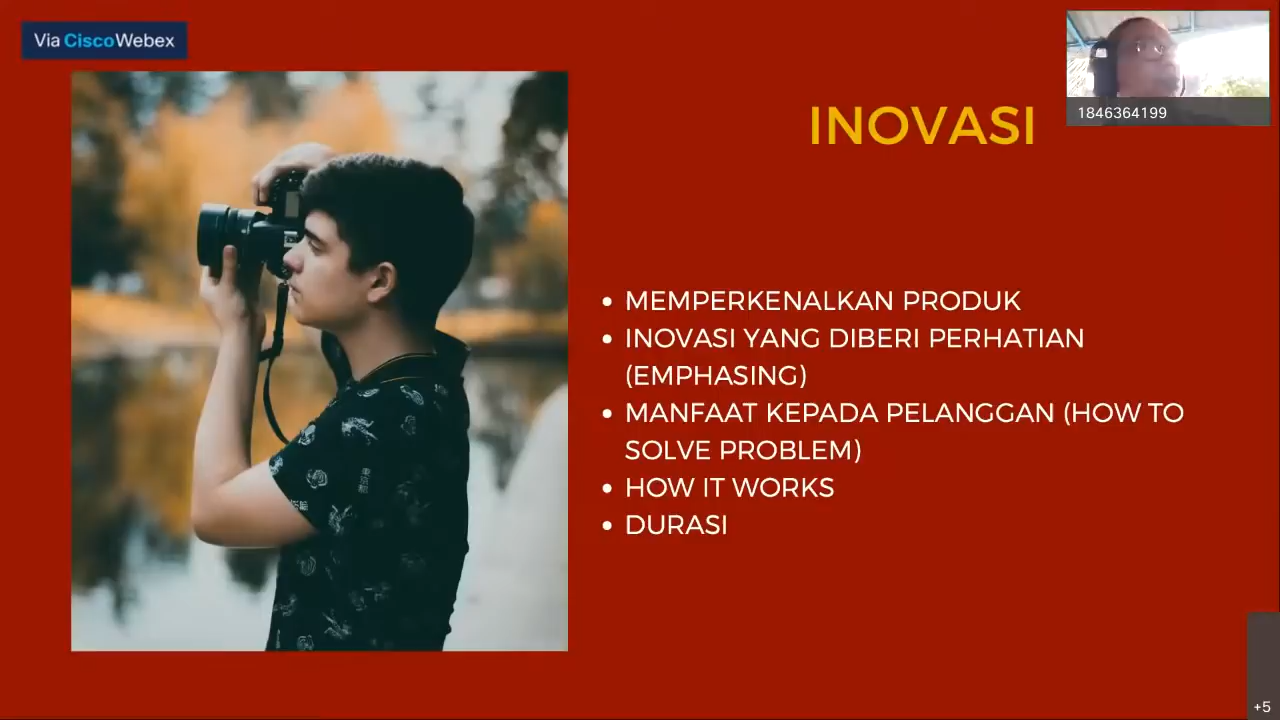 Via CiscoWebex
INOVASI
1846364199
• MEMPERKENALKAN PRODUK
• INOVASI YANG DIBERI PERHATIAN
(EMPHASING)
• MANFAAT KEPADA PELANGGAN (HOW TO
SOLVE PROBLEM)
• HOW IT WORKS
• DURASI
+5